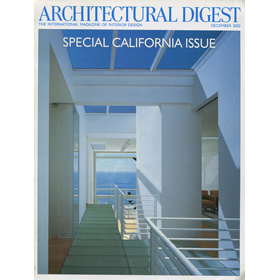 ARCHITECTURAL DIGEST
THE INTERNATIONAL MAGAZINE OF INTERIOR DESIGN DECEMBER 2002
SPECIAL CALIFORNIA ISSUE